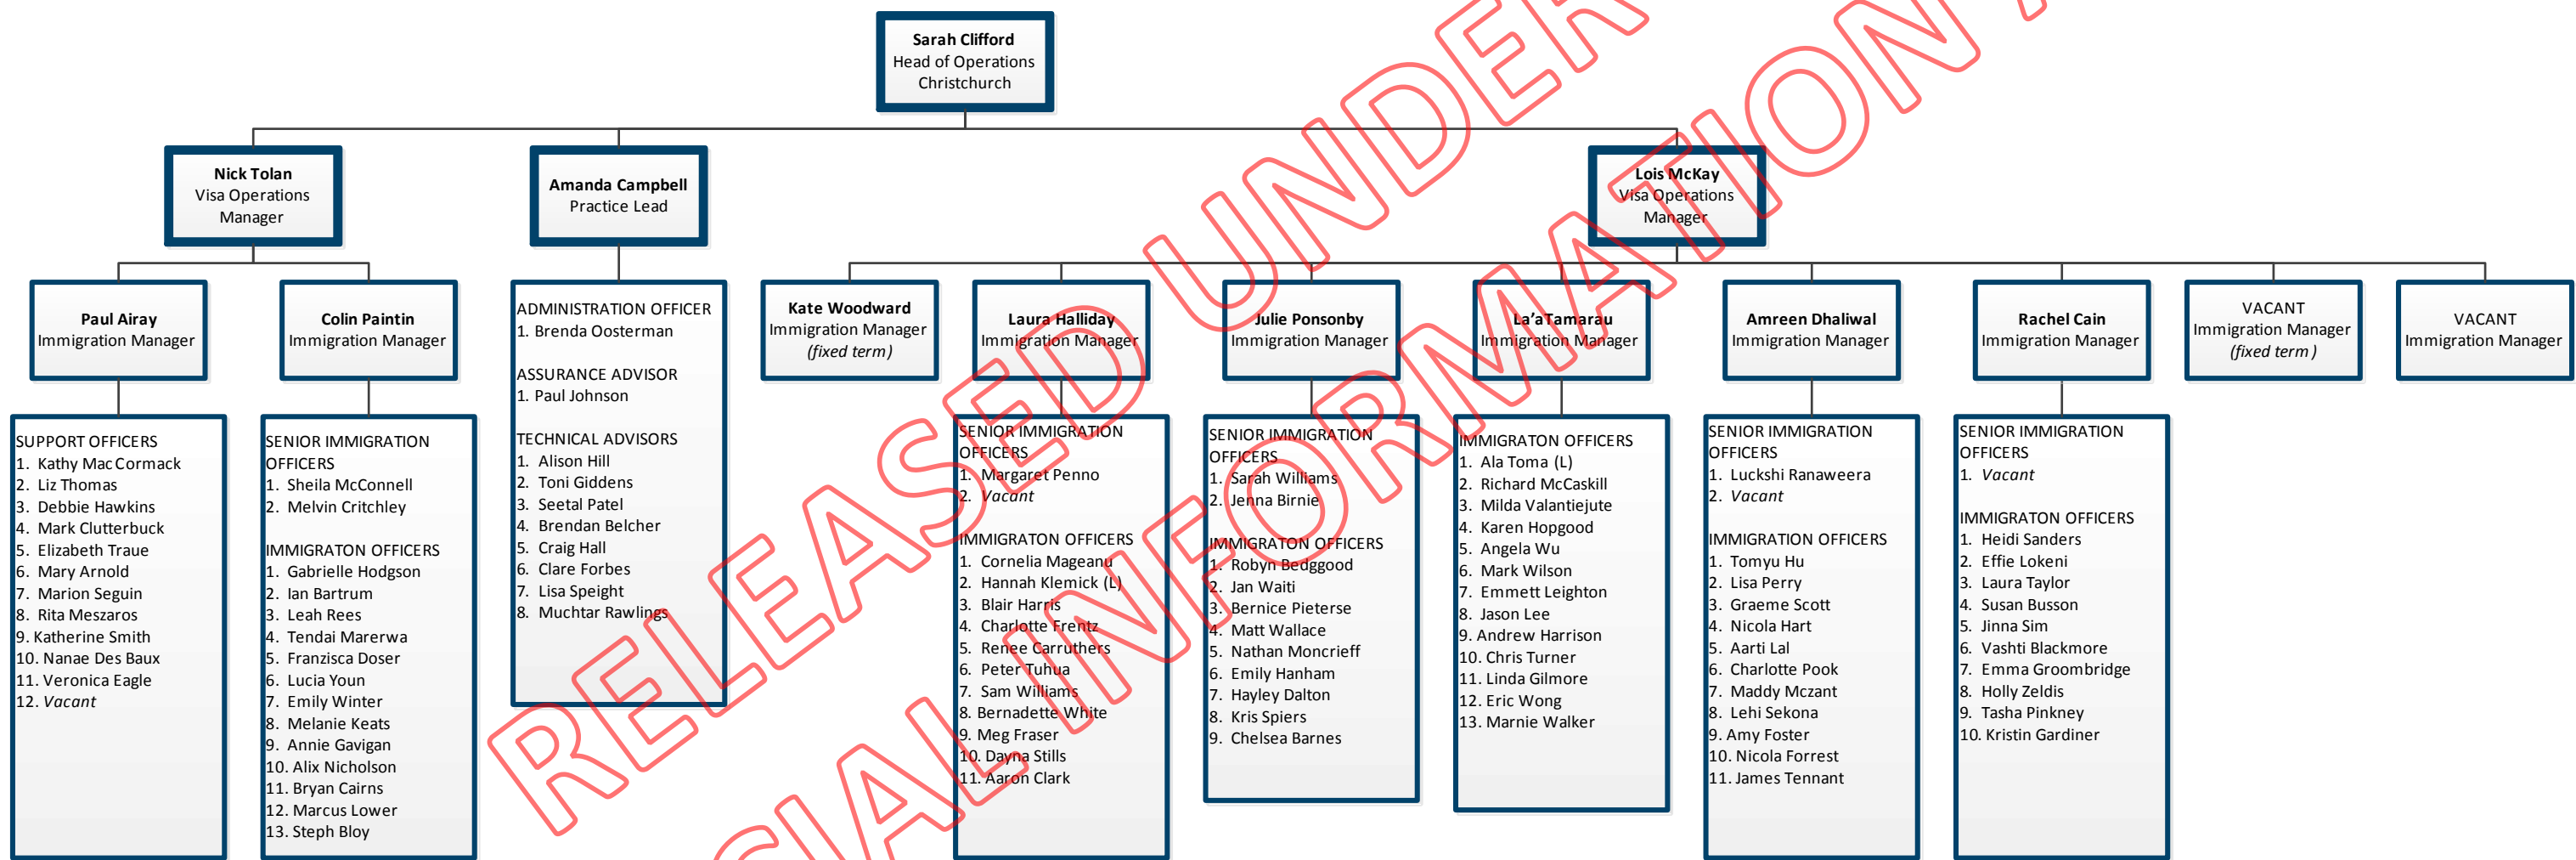 Sarah Clifford
Head of Operations
Christchurch
Nick Tolan
Visa Operations
Manager
Amanda Campbell
Practice Lead
Lois McKay
Visa Operations
Manager
Paul Airay
Immigration Manager
Colin Paintin
Immigration Manager
Kate Woodward
Immigration Manager
(fixed term)
Laura Halliday
Immigration Manager
Julie Ponsonby
Immigration Manager
La’aTamarau
Immigration Manager
Amreen Dhaliwal
Immigration Manager
Rachel Cain
Immigration Manager
VACANT
Immigration Manager
(fixed term)
VACANT
Immigration Manager
SUPPORT OFFICERS
1. Kathy MacCormack
2. Liz Thomas
3. Debbie Hawkins
4. Mark Clutterbuck
5. Elizabeth Traue
6. Mary Arnold
7. Marion Seguin
8. Rita Meszaros
9. Katherine Smith
10. Nanae Des Baux
11. Veronica Eagle
12. Vacant
SENIOR IMMIGRATION
OFFICERS
1. Sheila McConnell
2. Melvin Critchley
IMMIGRATON OFFICERS
1. Gabrielle Hodgson
2. Ian Bartrum
3. Leah Rees
4. Tendai Marerwa
5. Franzisca Doser
6. Lucia Youn
7. Emily Winter
8. Melanie Keats
9. Annie Gavigan
10. Alix Nicholson
11. Bryan Cairns
12. Marcus Lower
13. Steph Bloy
ADMINISTRATION OFFICER
1. Brenda Oosterman
ASSURANCE ADVISOR
1. Paul Johnson
TECHNICAL ADVISORS
1. Alison Hill
2. Toni Giddens
3. Seetal Patel
4. Brendan Belcher
5. Craig Hall
6. Clare Forbes
7. Lisa Speight
8. Muchtar Rawlings
SENIOR IMMIGRATION
OFFICERS
1. Margaret Penno
2. Vacant
IMMIGRATON OFFICERS
1. Cornelia Mageanu
2. Hannah Klemick (L)
3. Blair Harris
4. Charlotte Frentz
5. Renee Carruthers
6. Peter Tuhua
7. Sam Williams
8. Bernadette White
9. Meg Fraser
10. Dayna Stills
11. Aaron Clark
SENIOR IMMIGRATION
OFFICERS
1. Sarah Williams
2. Jenna Birnie
IMMIGRATON OFFICERS
1. Robyn Bedggood
2. Jan Waiti
3. Bernice Pieterse
4. Matt Wallace
5. Nathan Moncrieff
6. Emily Hanham
7. Hayley Dalton
8. Kris Spiers
9. Chelsea Barnes
IMMIGRATON OFFICERS
1. Ala Toma (L)
2. Richard McCaskill
3. Milda Valantiejute
4. Karen Hopgood
5. Angela Wu
6. Mark Wilson
7. Emmett Leighton
8. Jason Lee
9. Andrew Harrison
10. Chris Turner
11. Linda Gilmore
12. Eric Wong
13. Marnie Walker
SENIOR IMMIGRATION
OFFICERS
1. Luckshi Ranaweera
2. Vacant
IMMIGRATON OFFICERS
1. Tomyu Hu
2. Lisa Perry
3. Graeme Scott
4. Nicola Hart
5. Aarti Lal
6. Charlotte Pook
7. Maddy Mczant
8. Lehi Sekona
9. Amy Foster
10. Nicola Forrest
11. James Tennant
SENIOR IMMIGRATION
OFFICERS
1. Vacant
IMMIGRATON OFFICERS
1. Heidi Sanders
2. Effie Lokeni
3. Laura Taylor
4. Susan Busson
5. Jinna Sim
6. Vashti Blackmore
7. Emma Groombridge
8. Holly Zeldis
9. Tasha Pinkney
10. Kristin Gardiner
RELEASED UNDER
CIAL INFORMATION A